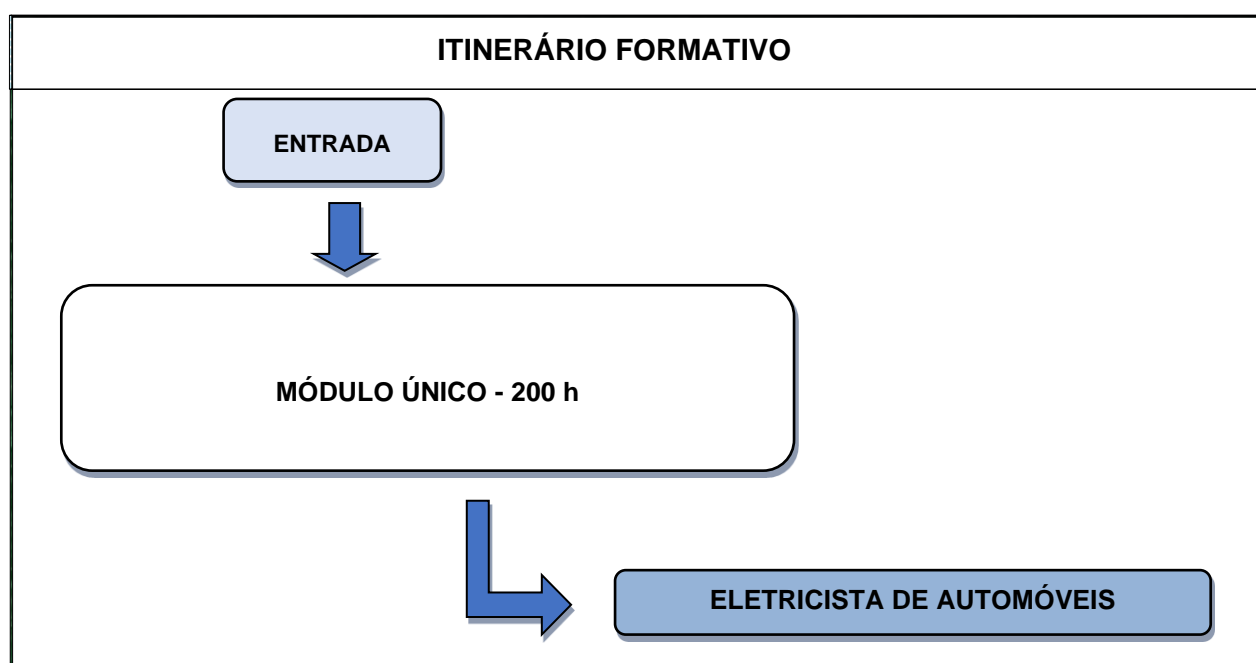 ITINERÁRIO FORMATIVO
ENTRADA
MÓDULO ÚNICO - 200 h
ELETRICISTA DE AUTOMÓVEIS